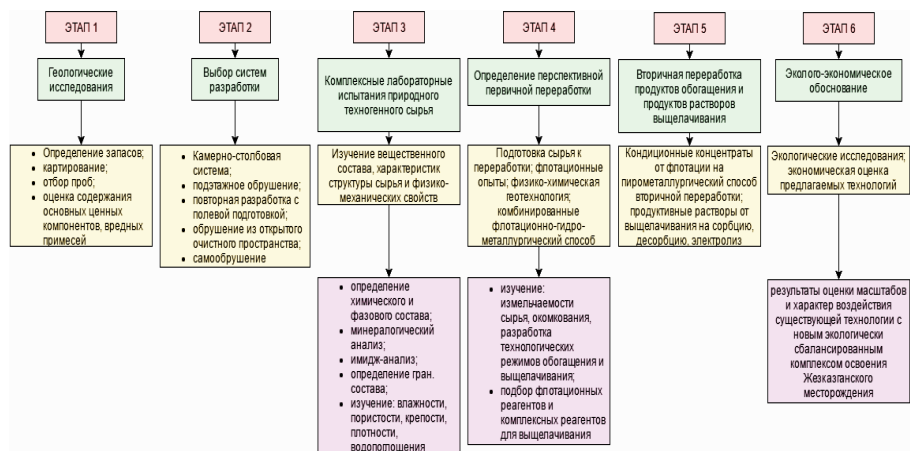 ЭТАП 1
Геологические
исследования
Определение запасов;
картирование;
отбор проб;
оценка содержания
основных ценных
компонентов, вредных
примесей
ЭТАП 2
Выбор систем
разработки
Камерно-столбовая
система;
подэтажное обрушение;
повторная разработка с
полевой подготовкой;
обрушение из открытого
очистного пространства;
самообрушение
ЭТАП 3
Комплексные лабораторные
испытания природного
техногенного сырья
Изучение вещественного
состава, характеристик
структуры сырья и физико-
механических свойств
определение
химического и
фазового состава;
минералогический
анализ;
имидж-анализ;
определение гран.
состава;
изучение: влажности,
пористости, крепости,
плотности,
водопоглошения
ЭТАП 4
Определение перспективной
первичной переработки
Подготовка сырья к
переработки; флотационные
опыты; физико-химическая
геотехнология;
комбинированные
флотационно-гидро-
металлургический способ
изучение:
измельчаемости
сырья, окомкования,
разработка
технологических
режимов обогащения и
выщелачивания;
подбор флотационных
реагентов и
комплексных реагентов
для выщелачивания
ЭТАП 5
Вторичная переработка
продуктов обогащения и
продуктов растворов
выщелачивания
Кондиционные концентраты
от флотации на
пирометаллургический способ
вторичной переработки;
продуктивные растворы от
выщелачивания на сорбцию,
десорбцию, электролиз
ЭТАП 6
Эколого-экономическое
обоснование
Экологические исследования;
экономическая оценка
предлагаемых технологий
результаты оценки масштабов
и характер воздействия
существующей технологии с
новым экологически
сбалансированным
комплексом освоения
Жезказганского
месторождения